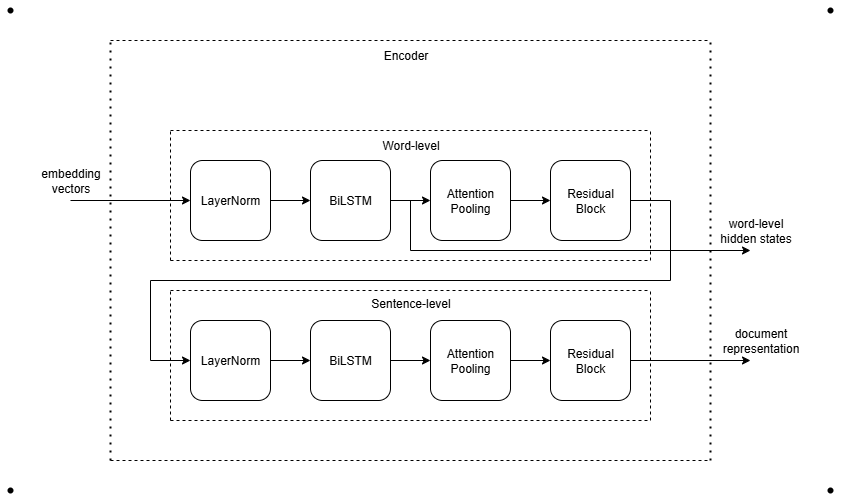 Encoder
Word-level
embedding
vectors
LayerNorm
BiLSTM
Attention
Pooling
Residual
Block
word-level
hidden states
Sentence-level
LayerNorm
BiLSTM
Attention
Pooling
Residual
Block
document
representation